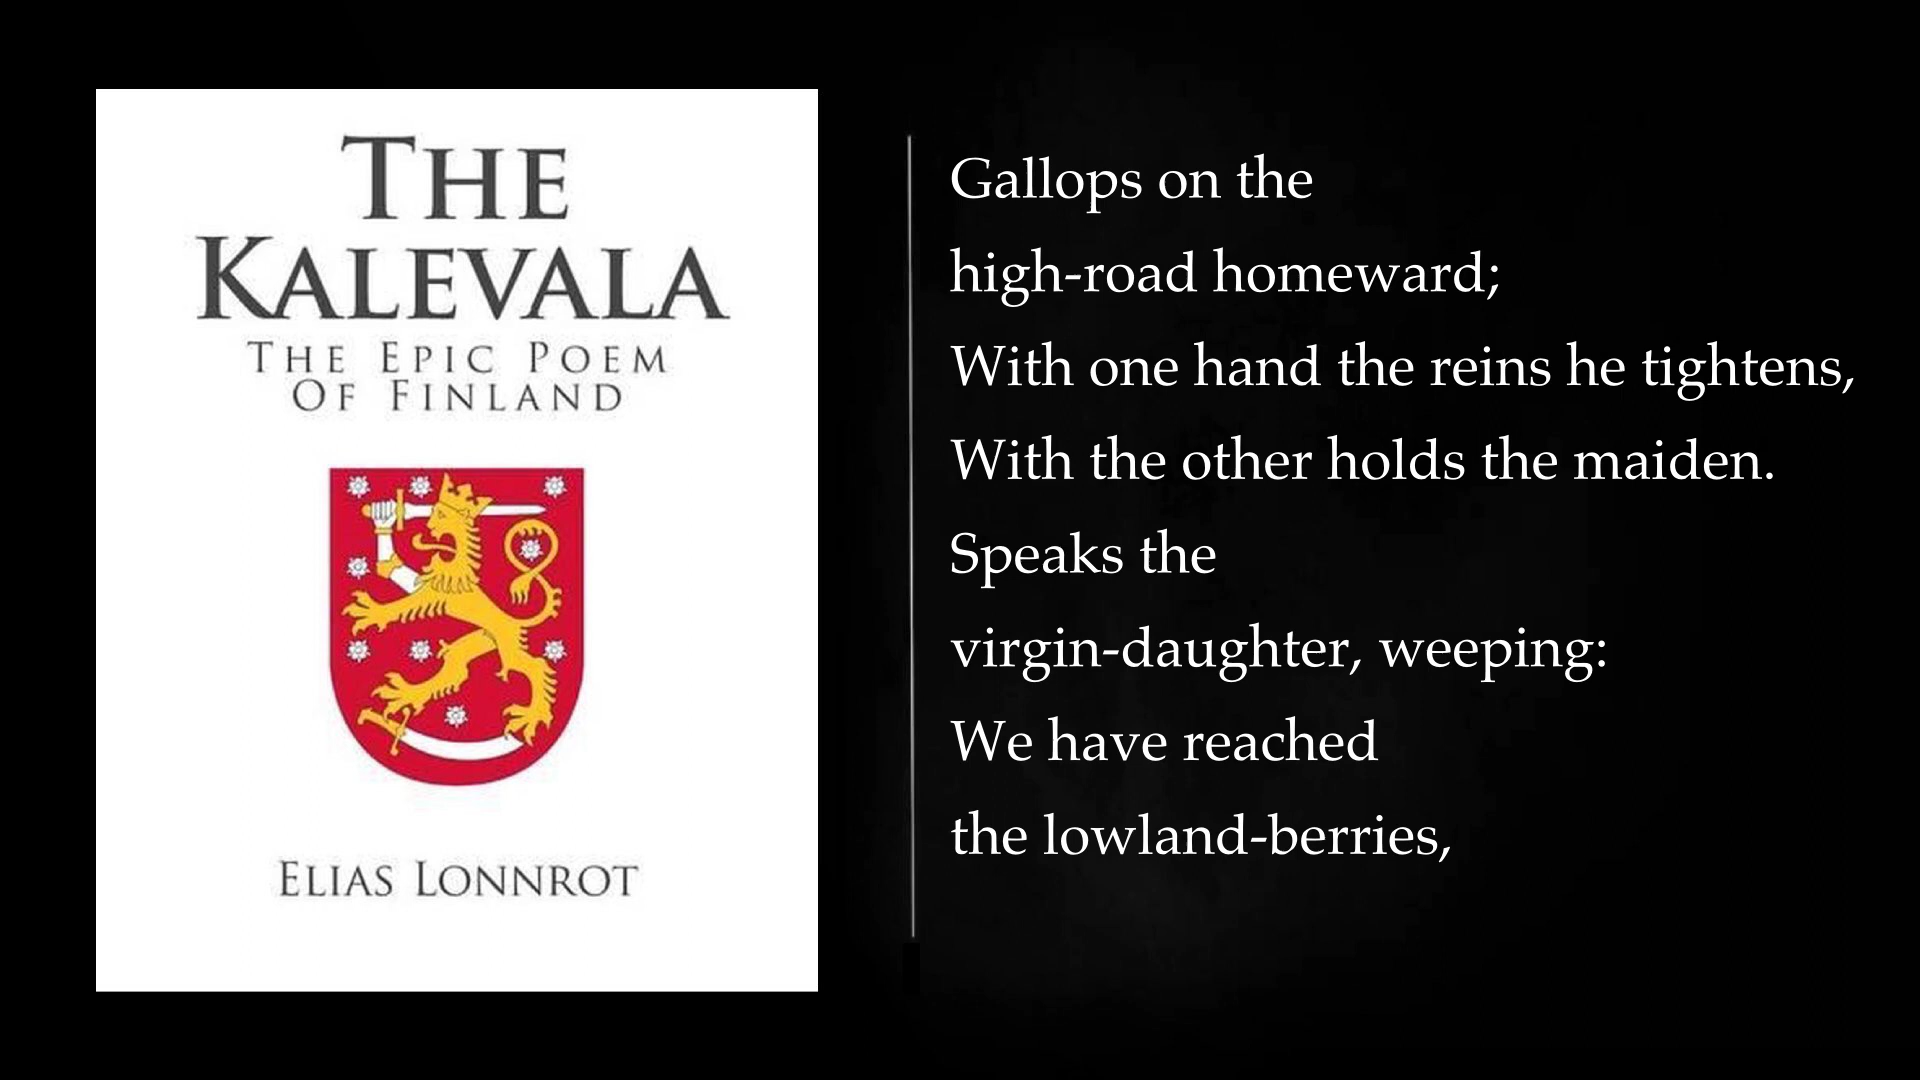 THE
KALEVALA
THE EPIC POEM
OF FINLAND
ELIAS LONNROT
Gallops on the
high-road homeward;
With one hand the reins he tightens,
With the other holds the maiden.
Speaks the
virgin-daughter, weeping:
We have reached
the lowland-berries,